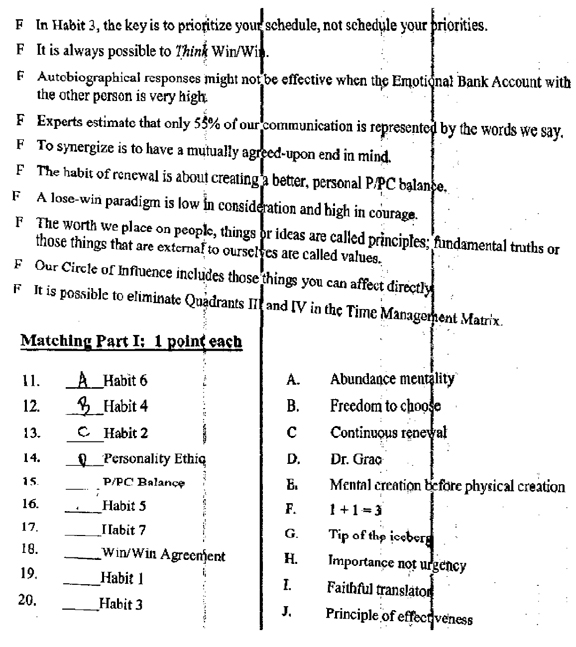 F In Habit 3, the key is to prioritize your schedule, not schedule your priorities.
F It is always possible to Think Win/Win.
F Autobiographical responses might not be effective when the Emotional Bank Account with
the other person is very high.
F Experts estimate that only 55% of our communication is represented by the words we say.
F To synergize is to have a mutually agreed-upon end in mind.
F The habit of renewal is about creating a better, personal P/PC balance.
F A lose-win paradigm is low in consideration and high in courage.
F The worth we place on people, things or ideas are called principles; fundamental truths or
those things that are external to ourselves are called values.
F Our Circle of Influence includes those things you can affect directly
F It is possible to eliminate Quadrants III and IV in the Time Management Matrix.
Matching Part I: 1 point each
11. A Habit 6 A. Abundance mentality
12. B Habit 4 B. Freedom to choose
13. C Habit 2 C Continuous renewal
14. D Personality Ethic D. Dr. Grac
15. P/PC Balance E. Mental creation before physical creation
16. Habit 5 F. 1 + 1 = 3
17. Habit 7 G. Tip of the iceberg
18. Win/Win Agreement H. Importance not urgency
19. Habit 1 I. Faithful translator
20. Habit 3 J. Principle of effectiveness